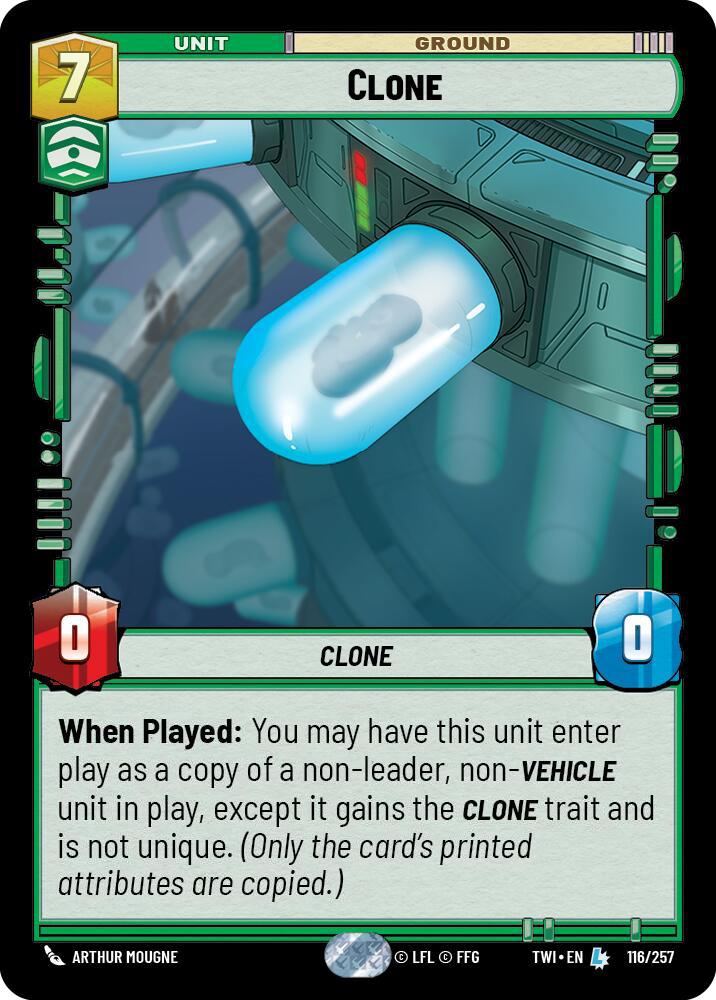 UNIT
GROUND
7
CLONE
0
CLONE
0
When Played: You may have this unit enter
play as a copy of a non-leader, non-VEHICLE
unit in play, except it gains the CLONE trait and
is not unique. (Only the card's printed
attributes are copied.)
ARTHUR MOUGNE
© LFL © FFG
TWI • EN L 116/257